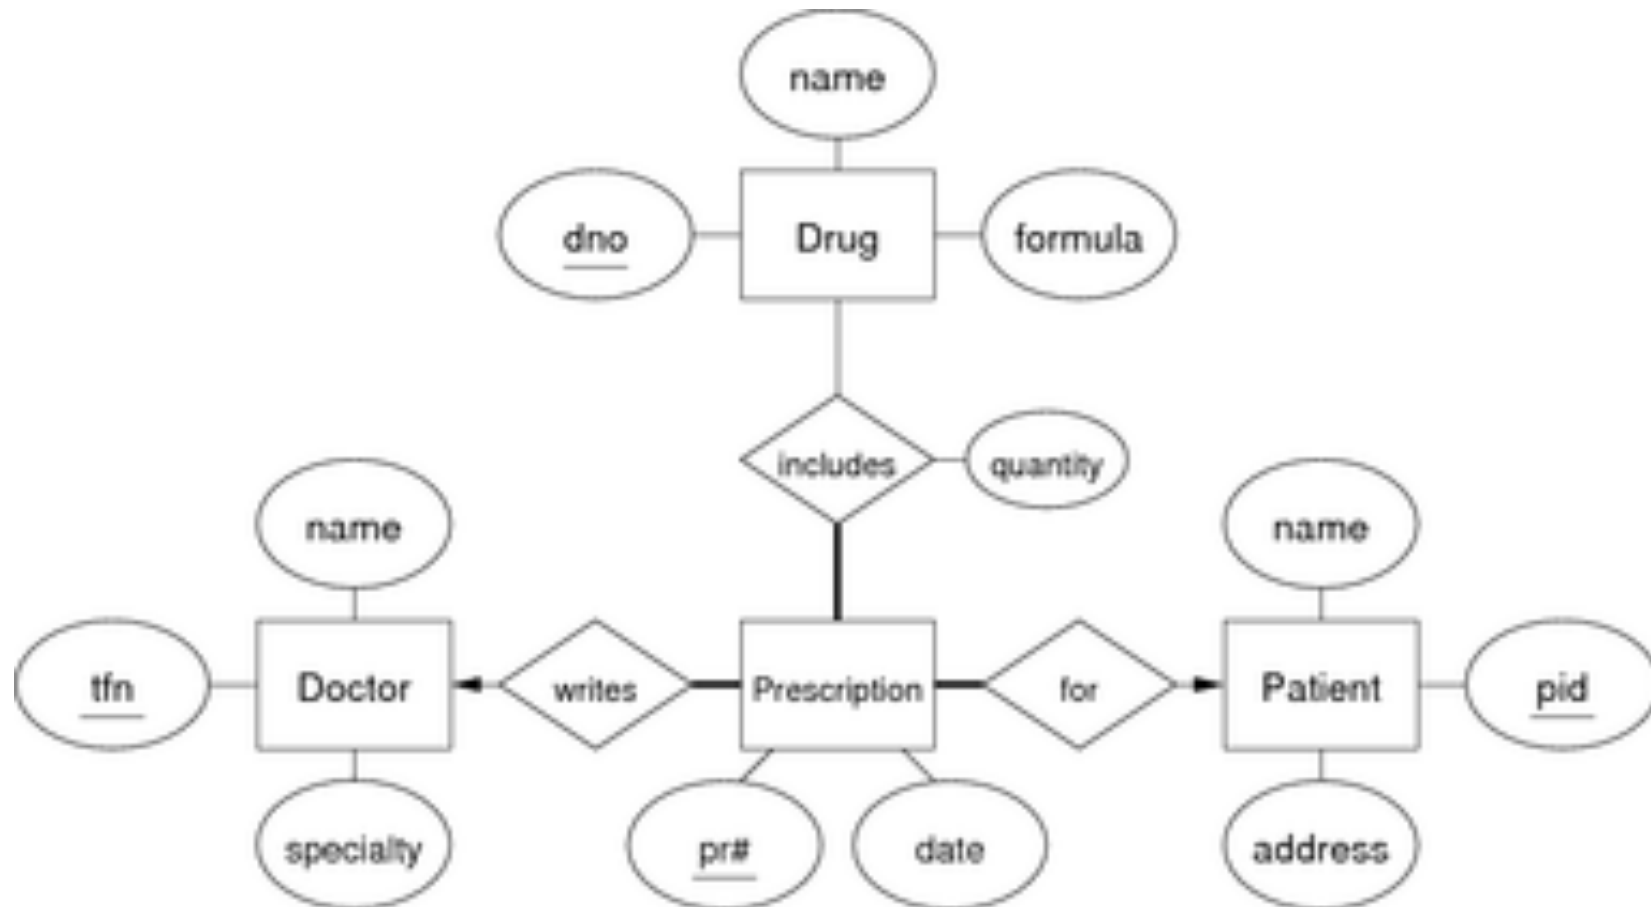 name
dno
Drug
formula
includes
quantity
name
name
tfn
Doctor
writes
Prescription
for
Patient
pid
specialty
pr#
date
address